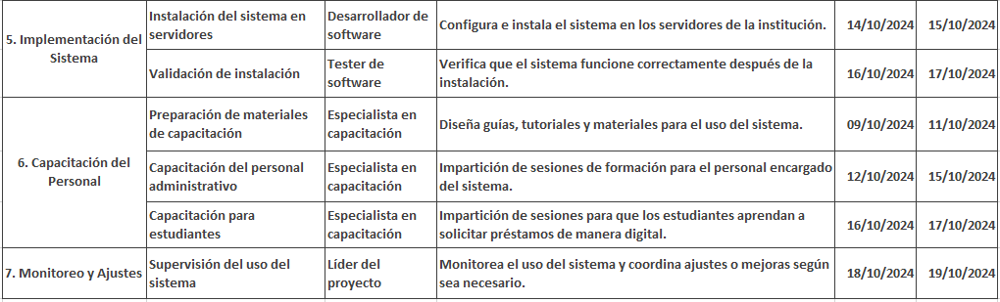 5. Implementación del
Sistema
Instalación del sistema en
servidores
Desarrollador de
software
Configura e instala el sistema en los servidores de la institución.
14/10/2024
15/10/2024
Validación de instalación
Tester de
software
Verifica que el sistema funcione correctamente después de la
instalación.
16/10/2024
17/10/2024
6. Capacitación del
Personal
Preparación de materiales
de capacitación
Especialista en
capacitación
Diseña guías, tutoriales y materiales para el uso del sistema.
09/10/2024
11/10/2024
Capacitación del personal
administrativo
Especialista en
capacitación
Impartición de sesiones de formación para el personal encargado
del sistema.
12/10/2024
15/10/2024
Capacitación para
estudiantes
Especialista en
capacitación
Impartición de sesiones para que los estudiantes aprendan a
solicitar préstamos de manera digital.
16/10/2024
17/10/2024
7. Monitoreo y Ajustes
Supervisión del uso del
sistema
Líder del
proyecto
Monitorea el uso del sistema y coordina ajustes o mejoras según
sea necesario.
18/10/2024
19/10/2024